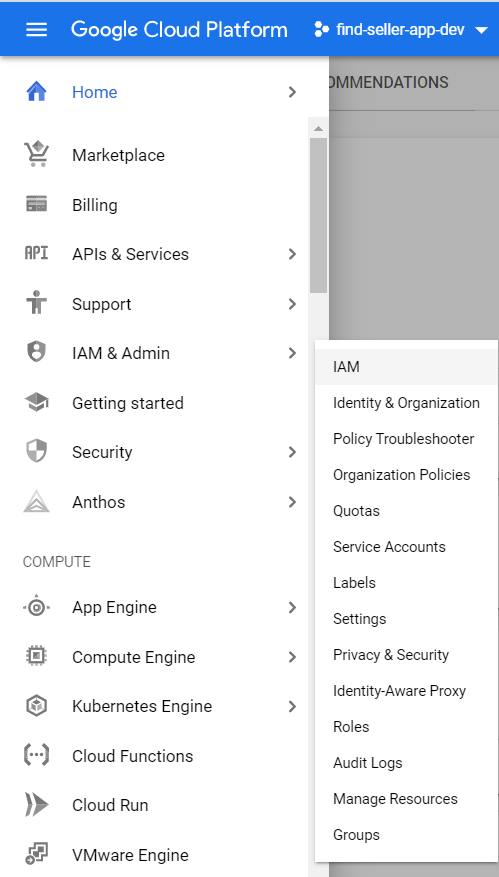 Google Cloud Platform
find-seller-app-dev
OMMENDATIONS
Home
Marketplace
Billing
API
APIs & Services
Support
IAM & Admin
Getting started
Security
Anthos
COMPUTE
App Engine
Compute Engine
Kubernetes Engine
Cloud Functions
Cloud Run
VMware Engine
IAM
Identity & Organization
Policy Troubleshooter
Organization Policies
Quotas
Service Accounts
Labels
Settings
Privacy & Security
Identity-Aware Proxy
Roles
Audit Logs
Manage Resources
Groups